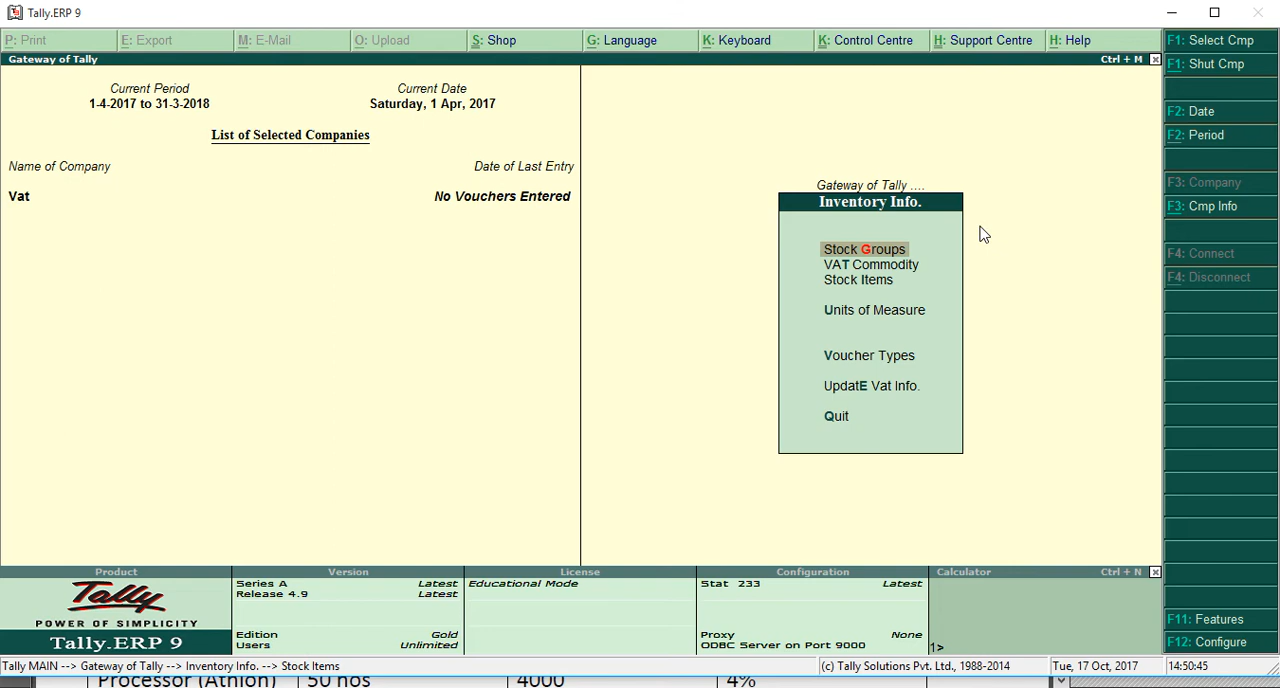 Tally.ERP 9
P: Print E: Export M: E-Mail O: Upload S: Shop G: Language K: Keyboard K: Control Centre H: Support Centre H: Help
Gateway of Tally Ctrl + M
Current Period Current Date
1-4-2017 to 31-3-2018 Saturday, 1 Apr, 2017
List of Selected Companies
Name of Company Date of Last Entry
Vat No Vouchers Entered
Gateway of Tally ....
Inventory Info.
Stock Groups
VAT Commodity
Stock Items
Units of Measure
Voucher Types
UpdatE Vat Info.
Quit
F1: Select Cmp
F1: Shut Cmp
F2: Date
F2: Period
F3: Company
F3: Cmp Info
F4: Connect
F4: Disconnect
F11: Features
F12: Configure
Product Version License Configuration Calculator Ctrl + N
Tally
POWER OF SIMPLICITY
Tally.ERP 9
Series A Latest
Release 4.9 Latest
Edition Gold
Users Unlimited
Educational Mode
Stat 233 Latest
Proxy None
ODBC Server on Port 9000
1>
Tally MAIN --> Gateway of Tally --> Inventory Info. --> Stock Items (c) Tally Solutions Pvt. Ltd., 1988-2014 Tue, 17 Oct, 2017 14:50:45
Processor (Athlon) 50 nos 4000 4%